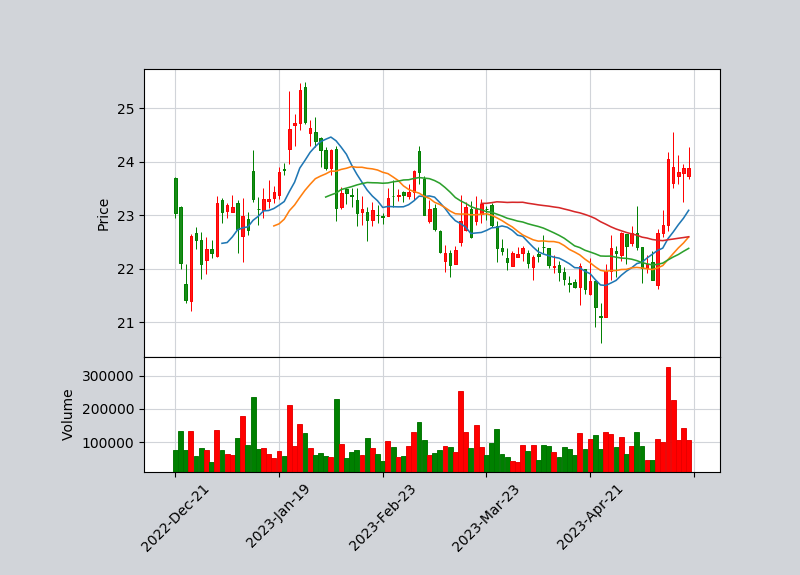 Price
25
24
23
22
21
Volume
300000
200000
100000
2022-Dec-21
2023-Jan-19
2023-Feb-23
2023-Mar-23
2023-Apr-21